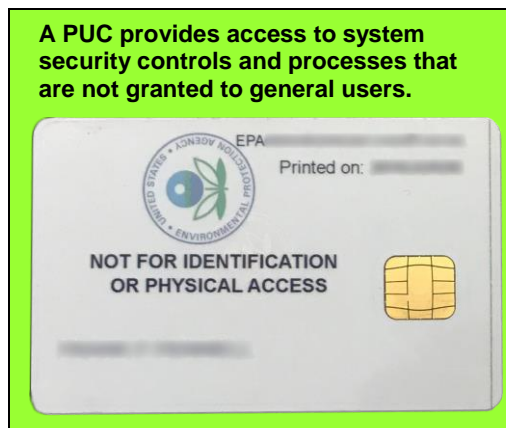 A PUC provides access to system
security controls and processes that
are not granted to general users.
EPA
Printed on:
UNITED STATES • ENVIRONMENTAL PROTECTION AGENCY •
NOT FOR IDENTIFICATION
OR PHYSICAL ACCESS